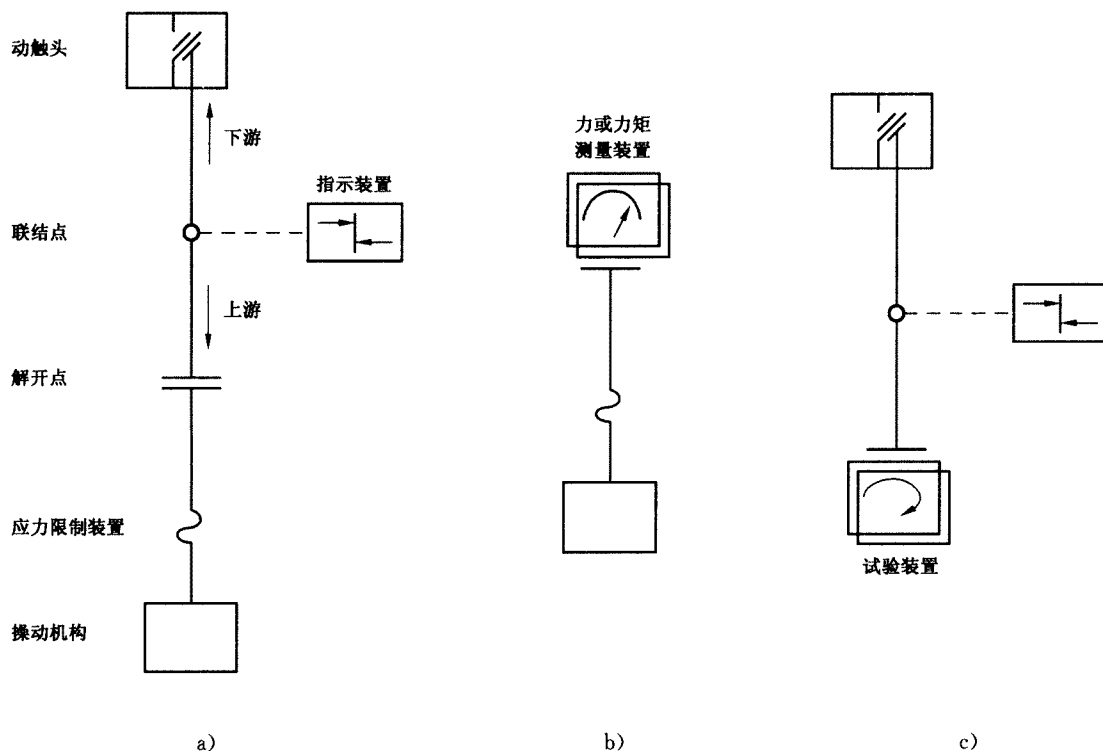 动触头
下游
指示装置
联结点
上游
解开点
应力限制装置
操动机构
a）
力或力矩
测量装置
b）
试验装置
c）